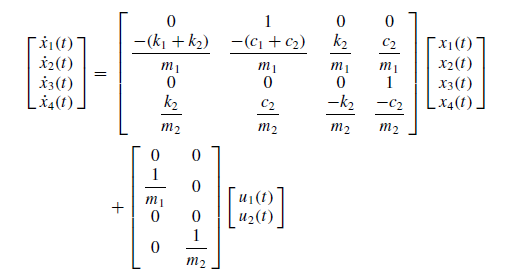 [ẋ1(t) ẋ2(t) ẋ3(t) ẋ4(t)] = [0 1 0 0
−(k1 + k2)/m1 −(c1 + c2)/m1 k2/m1 c2/m1
0 0 0 1
k2/m2 c2/m2 −k2/m2 −c2/m2] [x1(t) x2(t) x3(t) x4(t)]
+ [0 0
1/m1 0
0 0
0 1/m2] [u1(t) u2(t)]